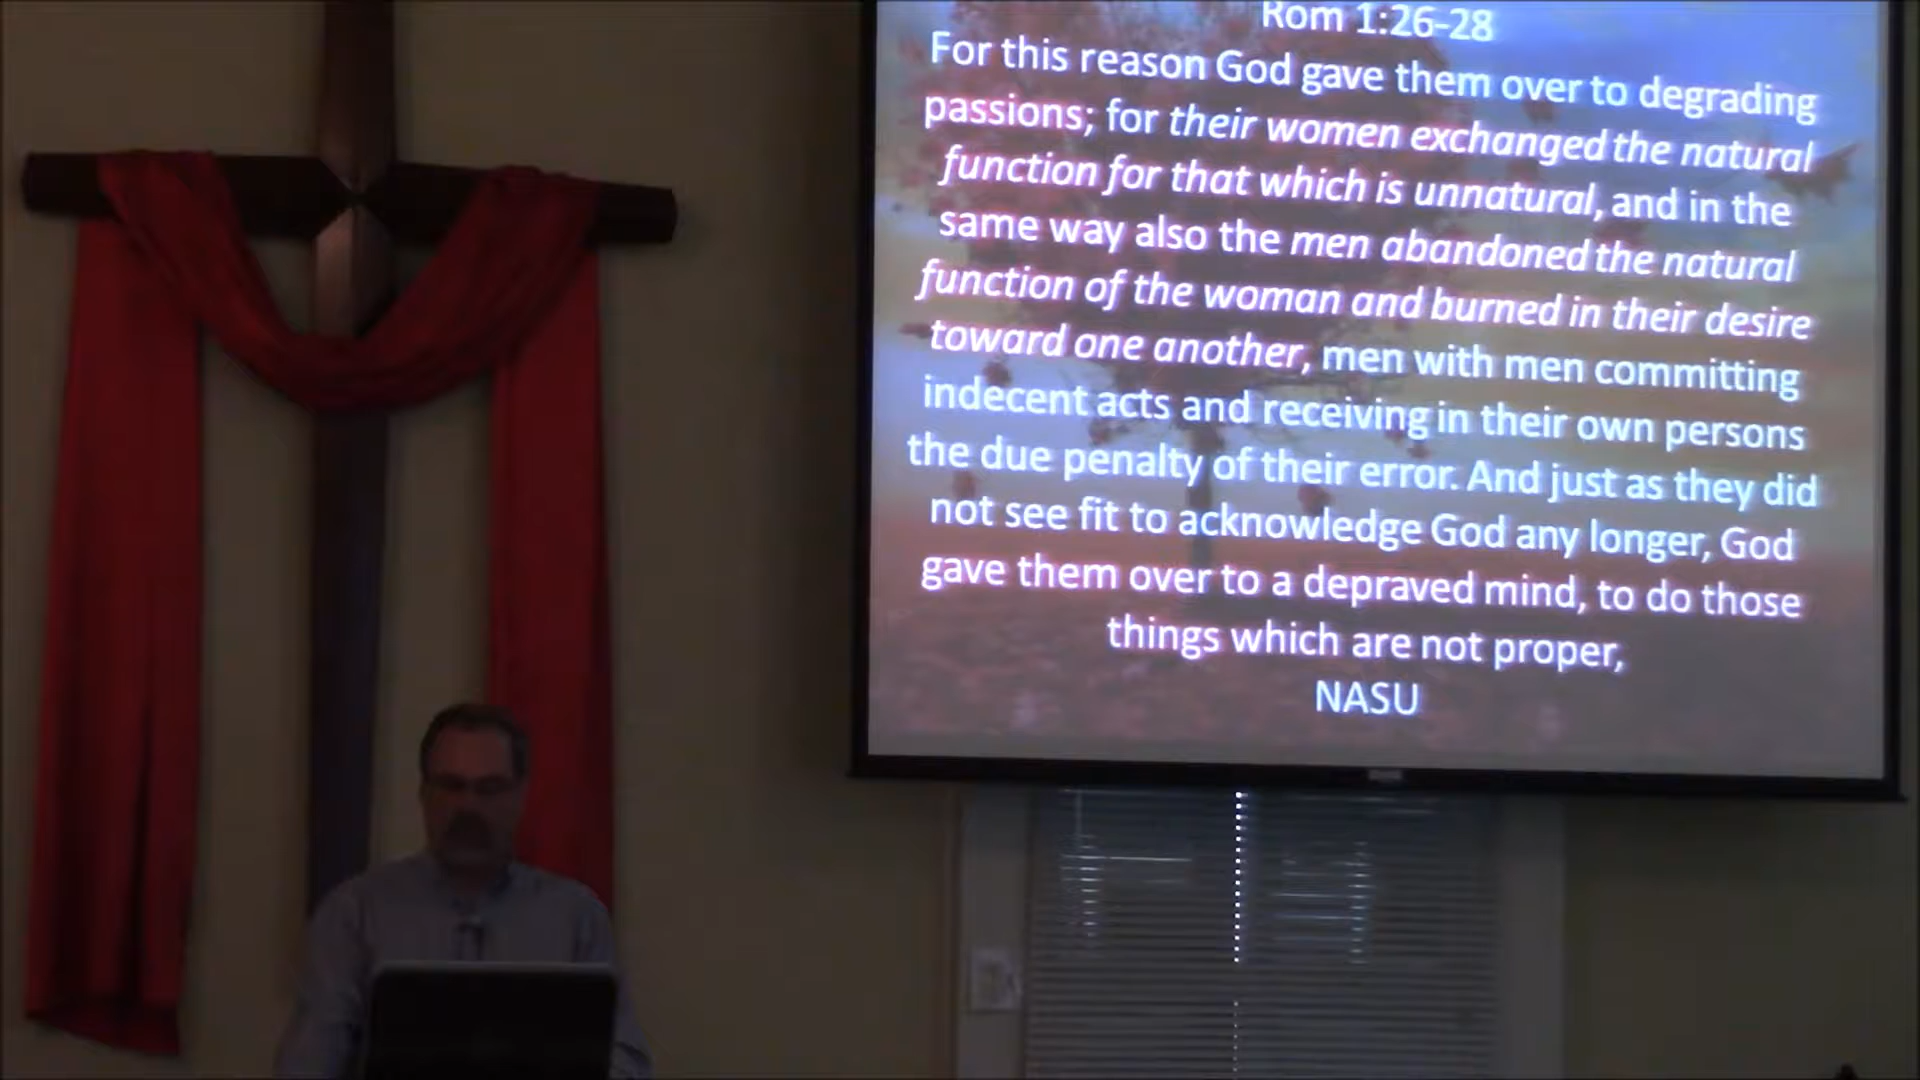 Rom 1:26-28
For this reason God gave them over to degrading
passions; for their women exchanged the natural
function for that which is unnatural, and in the
same way also the men abandoned the natural
function of the woman and burned in their desire
toward one another, men with men committing
indecent acts and receiving in their own persons
the due penalty of their error. And just as they did
not see fit to acknowledge God any longer, God
gave them over to a depraved mind, to do those
things which are not proper,
NASU